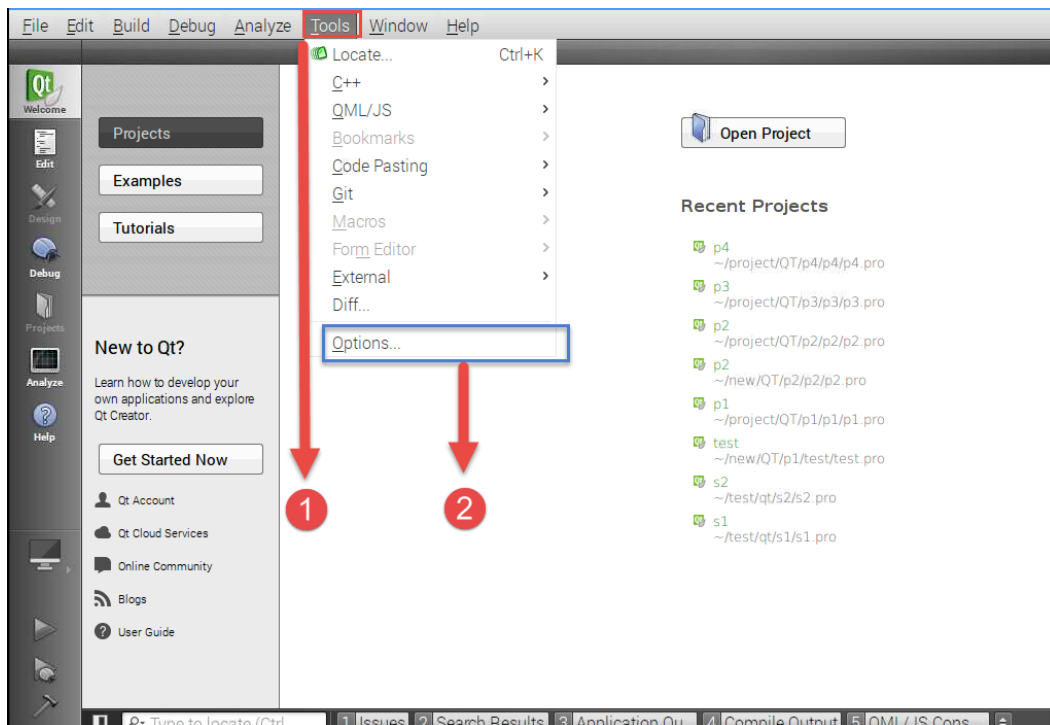 File Edit Build Debug Analyze Tools Window Help
Qt
Welcome
Edit
Design
Debug
Projects
Analyze
Help
Projects
Examples
Tutorials
New to Qt?
Learn how to develop your
own applications and explore
Qt Creator.
Get Started Now
Qt Account
Qt Cloud Services
Online Community
Blogs
User Guide
Locate... Ctrl+K
C++
QML/JS
Bookmarks
Code Pasting
Git
Macros
Form Editor
External
Diff...
Options...
1
2
Open Project
Recent Projects
p4
~/project/QT/p4/p4/p4.pro
p3
~/project/QT/p3/p3/p3.pro
p2
~/project/QT/p2/p2/p2.pro
p2
~/new/QT/p2/p2/p2.pro
p1
~/project/QT/p1/p1/p1.pro
test
~/new/QT/p1/test/test.pro
s2
~/test/qt/s2/s2.pro
s1
~/test/qt/s1/s1.pro
Type to locate (Ctrl... 1 Issues 2 Search Results 3 Application Ou... 4 Compile Output 5 QML/JS Cons...